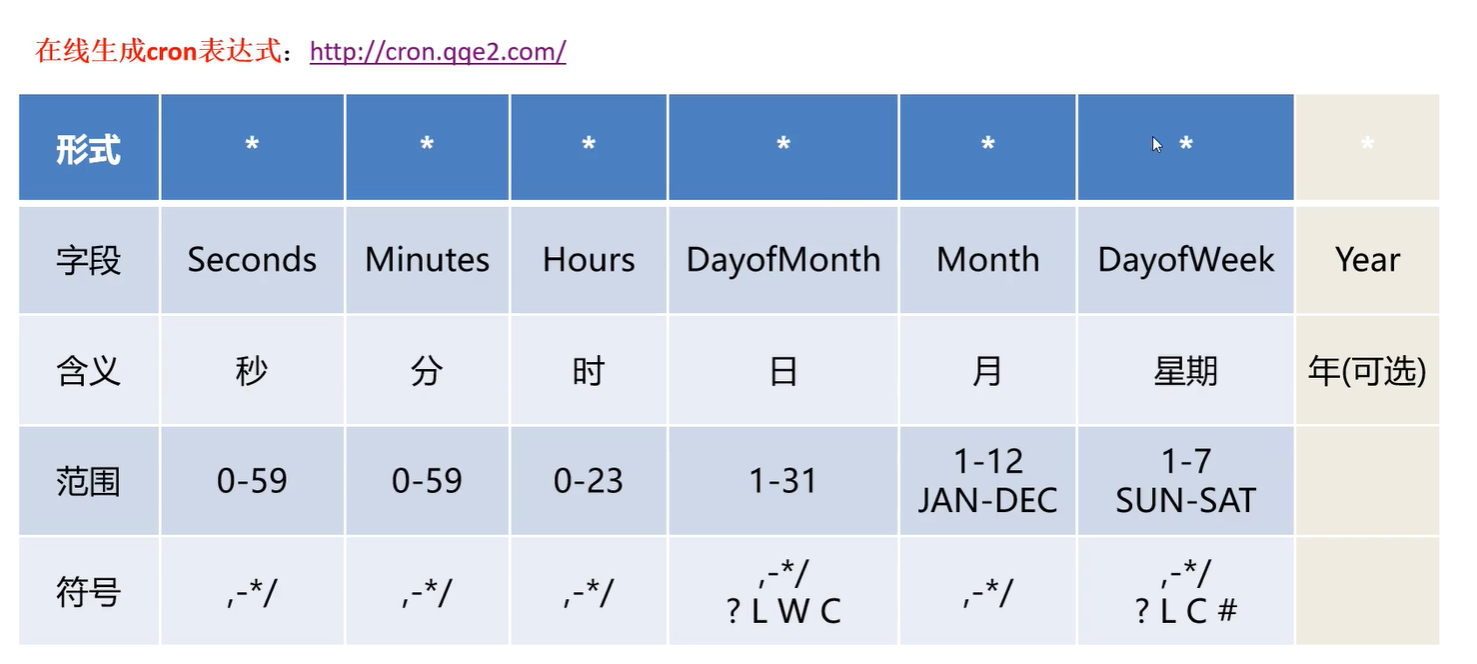 在线生成cron表达式：http://cron.qqe2.com/
形式 * * * * * * *
字段 Seconds Minutes Hours DayofMonth Month DayofWeek Year
含义 秒 分 时 日 月 星期 年(可选)
范围 0-59 0-59 0-23 1-31 1-12 1-7
JAN-DEC SUN-SAT
符号 ,-*/ ,-*/ ,-*/ ,-*/ ,-*/ ,-*/
? L W C ? L C #